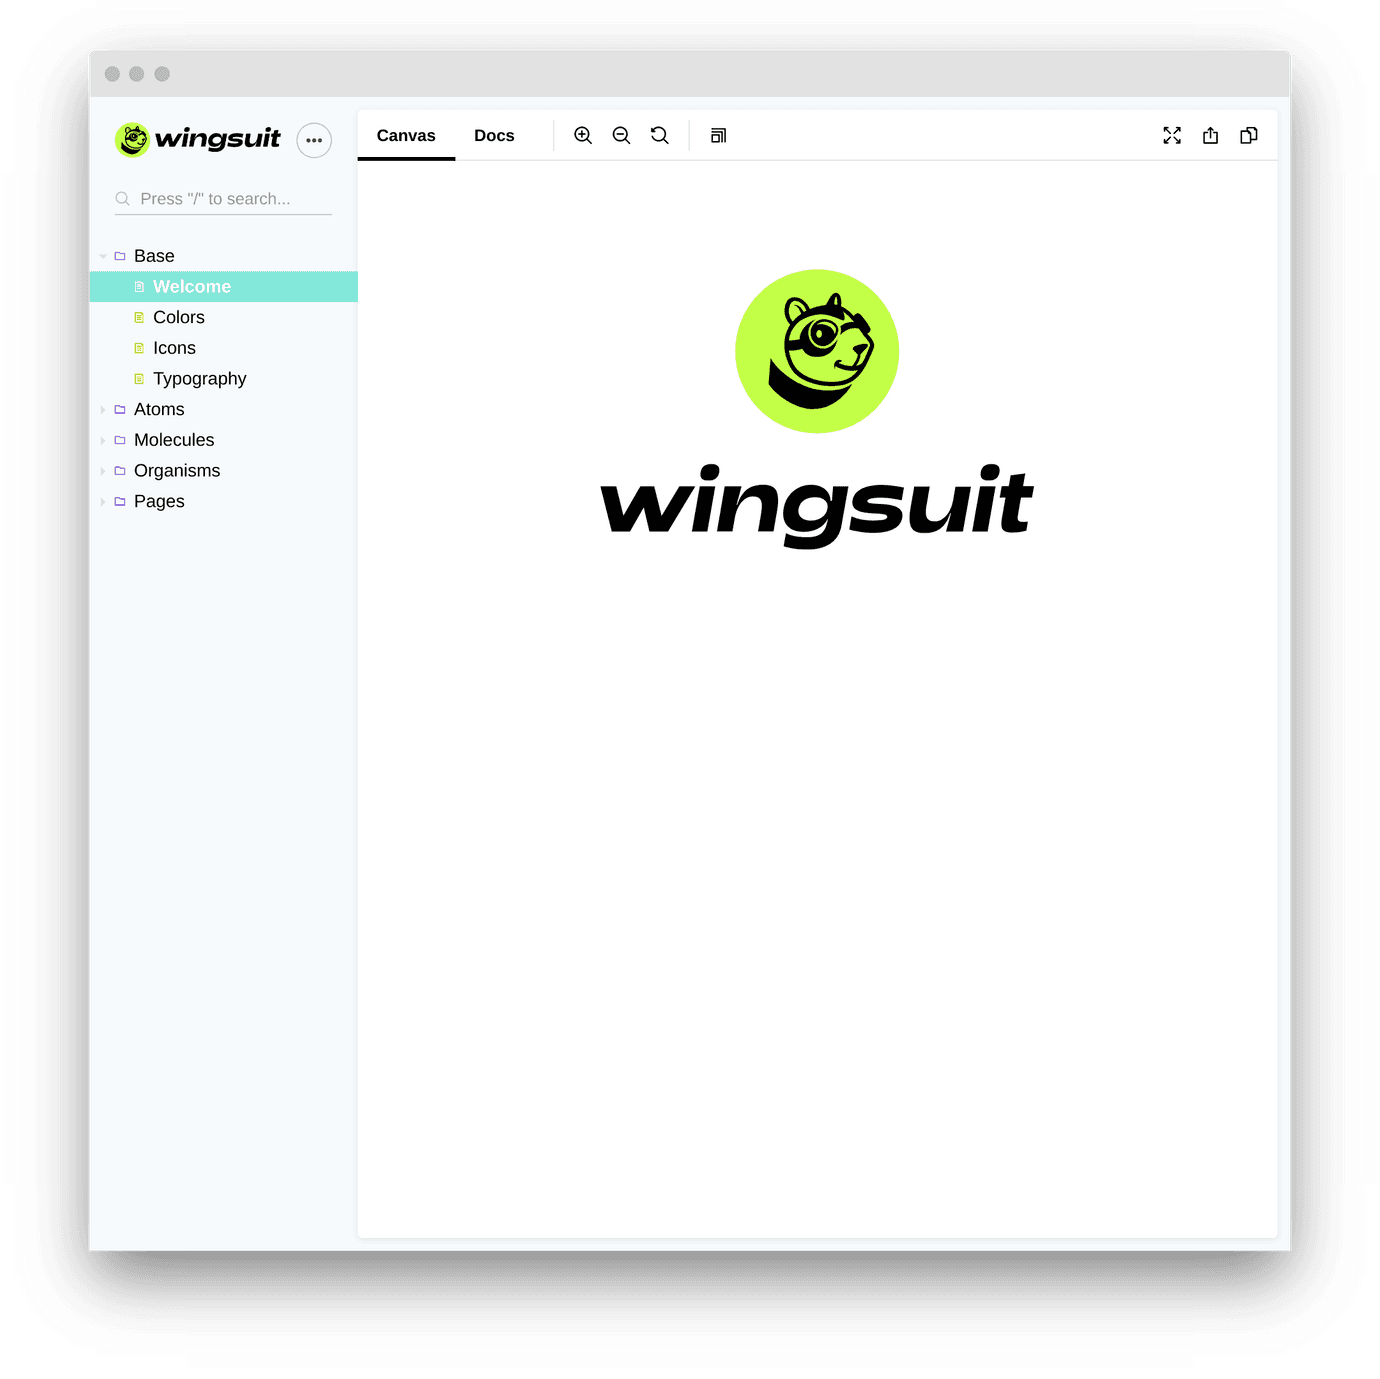 wingsuit
Canvas Docs
Press "/" to search...
Base
Welcome
Colors
Icons
Typography
Atoms
Molecules
Organisms
Pages
wingsuit